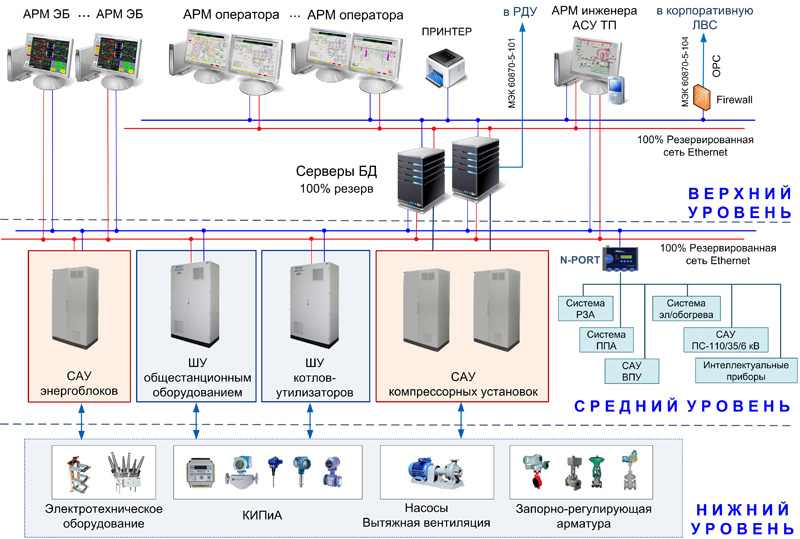 АРМ ЭБ ... АРМ ЭБ
АРМ оператора ... АРМ оператора
ПРИНТЕР
в РДУ
МЭК 60870-5-101
АРМ инженера
АСУ ТП
в корпоративную
ЛВС
МЭК 60870-5-104
OPC
Firewall
100% Резервированная
сеть Ethernet
Серверы БД
100% резерв
ВЕРХНИЙ
УРОВЕНЬ
100% Резервированная
сеть Ethernet
N-PORT
САУ
энергоблоков
ШУ
общестанционным
оборудованием
ШУ
котлов-
утилизаторов
САУ
компрессорных установок
Система
РЗА
Система
эл/обогрева
Система
ППА
САУ
ПС-110/35/6 кВ
САУ
ВПУ
Интеллектуальные
приборы
СРЕДНИЙ УРОВЕНЬ
Электротехническое
оборудование
КИПиА
Насосы
Вытяжная вентиляция
Запорно-регулирующая
арматура
НИЖНИЙ
УРОВЕНЬ